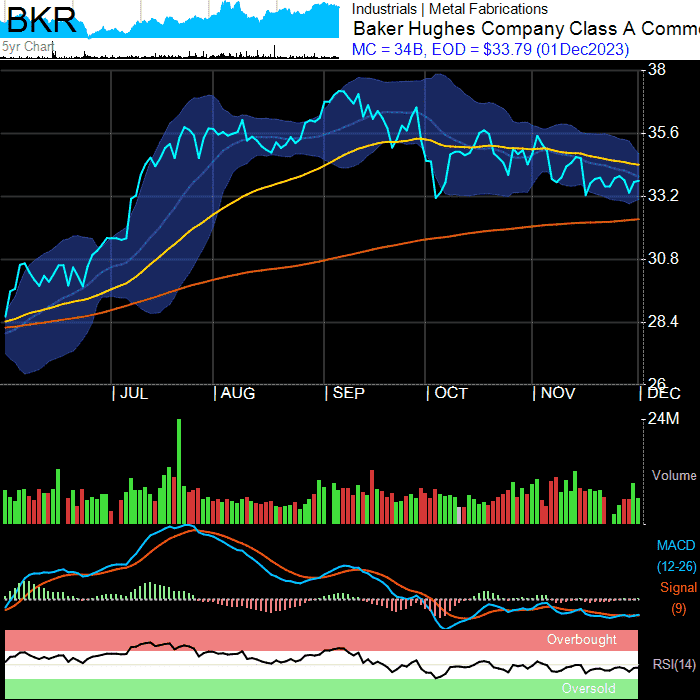 BKR
5yr Chart
Industrials | Metal Fabrications
Baker Hughes Company Class A Comm
MC = 34B, EOD = $33.79 (01Dec2023)
38
35.6
33.2
30.8
28.4
26
JUL AUG SEP OCT NOV DEC
24M
Volume
MACD
(12-26)
Signal
(9)
Overbought
RSI(14)
Oversold